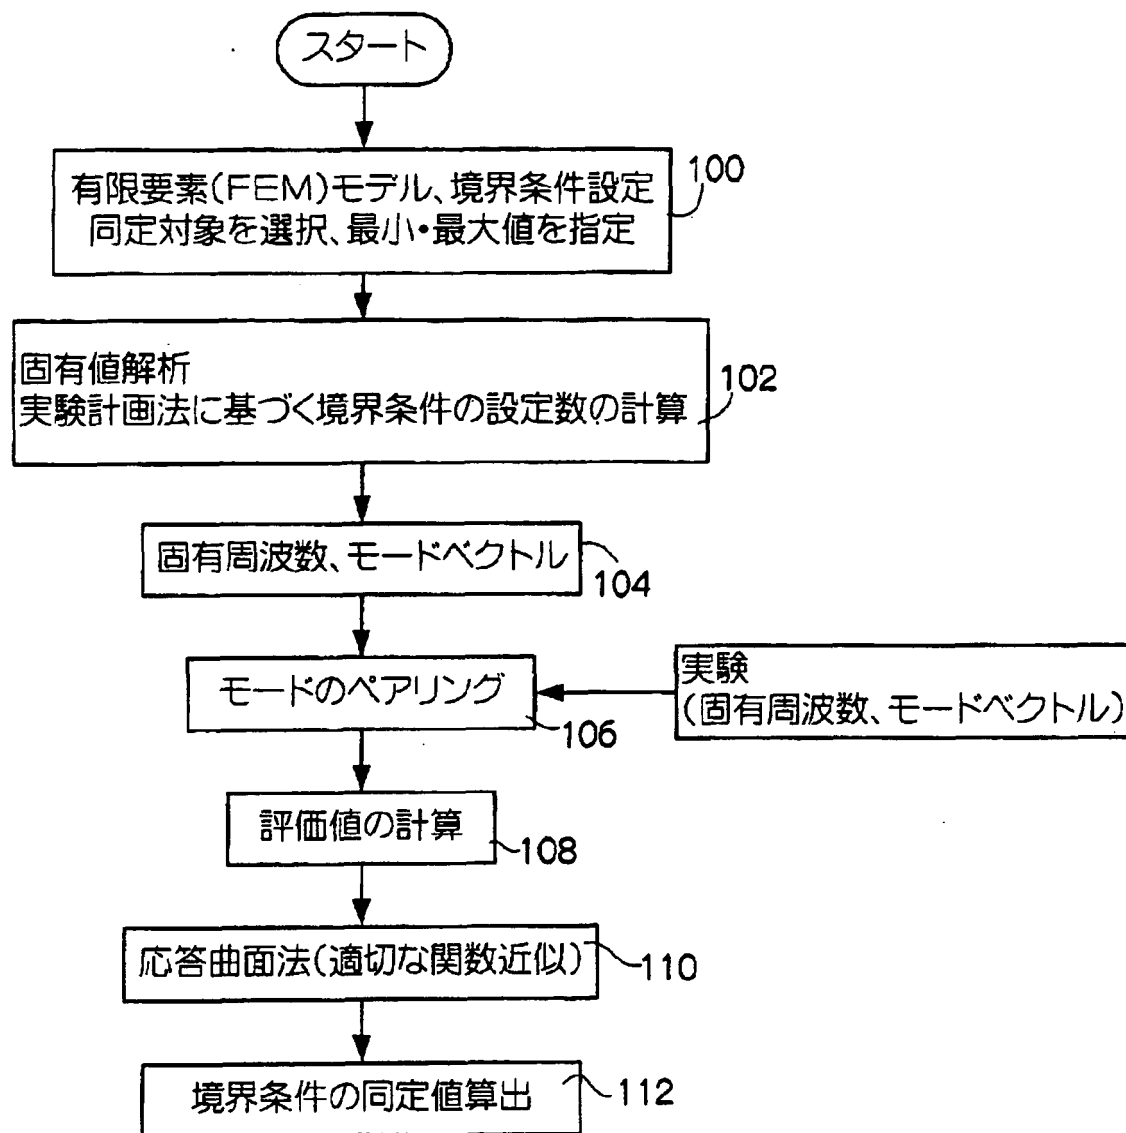 スタート
有限要素(FEM)モデル、境界条件設定
同定対象を選択、最小・最大値を指定
100
固有値解析
実験計画法に基づく境界条件の設定数の計算
102
固有周波数、モードベクトル
104
モードのペアリング
106
実験
(固有周波数、モードベクトル)
評価値の計算
108
応答曲面法(適切な関数近似)
110
境界条件の同定値算出
112